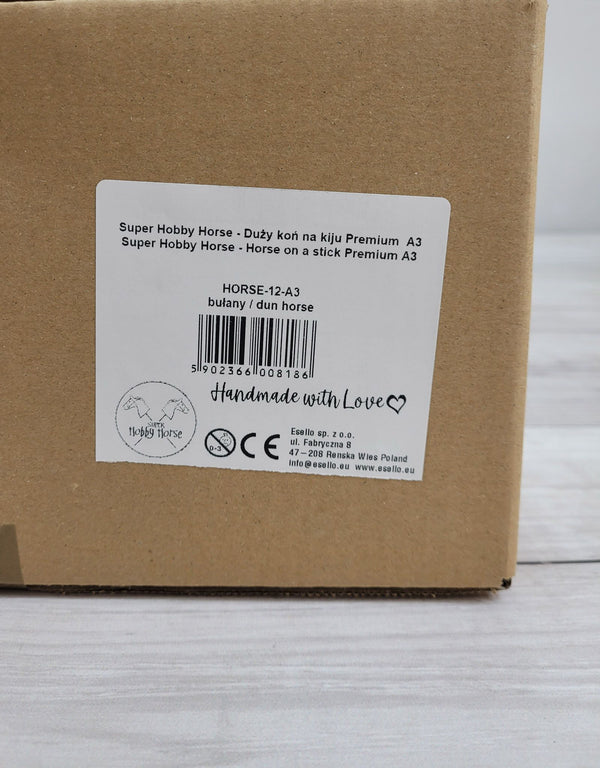 Super Hobby Horse - Duży koń na kiju Premium A3
Super Hobby Horse - Horse on a stick Premium A3
HORSE-12-A3
bułany / dun horse
5 902366 008186
Handmade with Love
SUPER
Hobby Horse
0-3
CE
Esello sp. z o.o.
ul. Fabryczna 8
47-208 Renska Wies Poland
info@esello.eu www.esello.eu